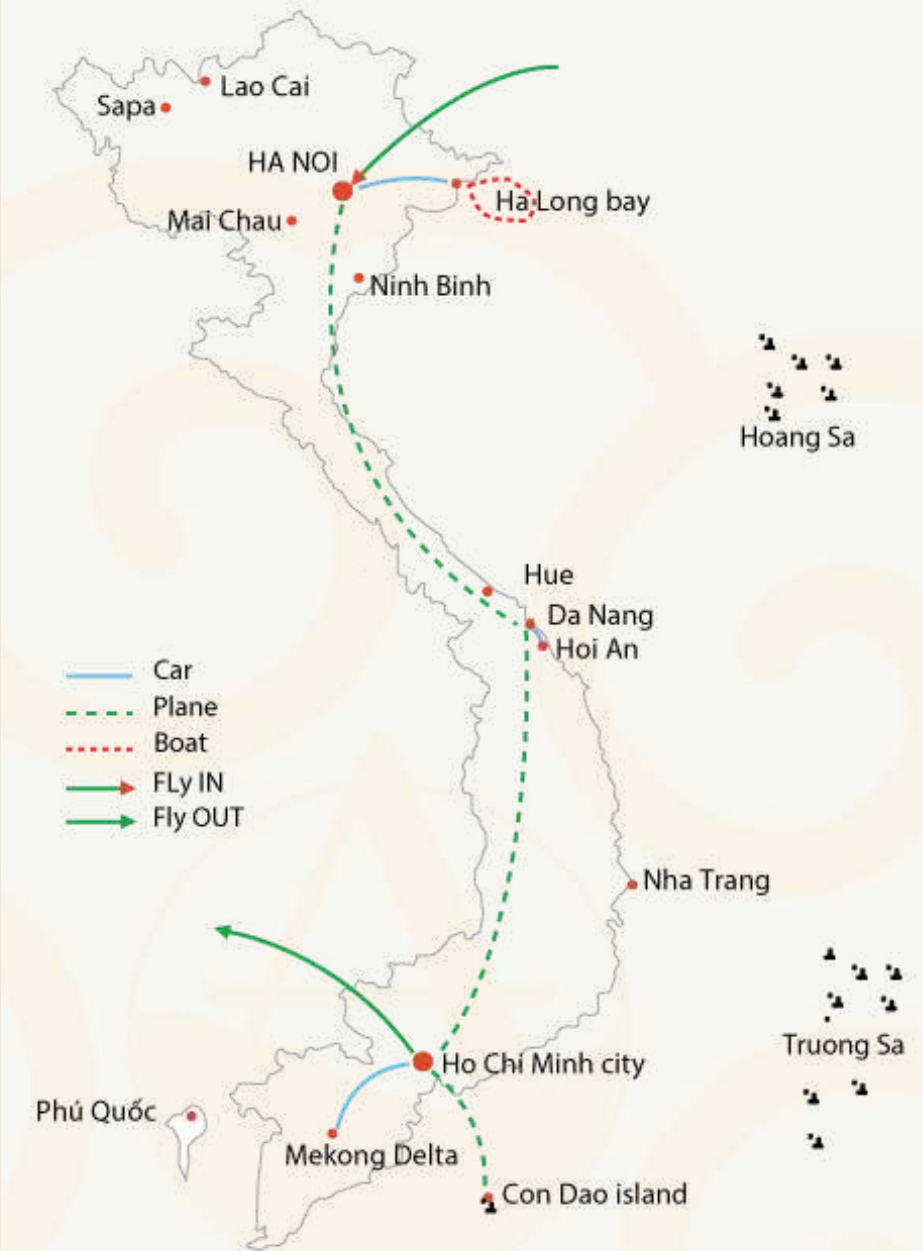 Lao Cai
Sapa
HA NOI
Ha Long bay
Mai Chau
Ninh Binh
Hoang Sa
Hue
Da Nang
Hoi An
Car
Plane
Boat
FLy IN
Fly OUT
Nha Trang
Truong Sa
Ho Chi Minh city
Phú Quốc
Mekong Delta
Con Dao island